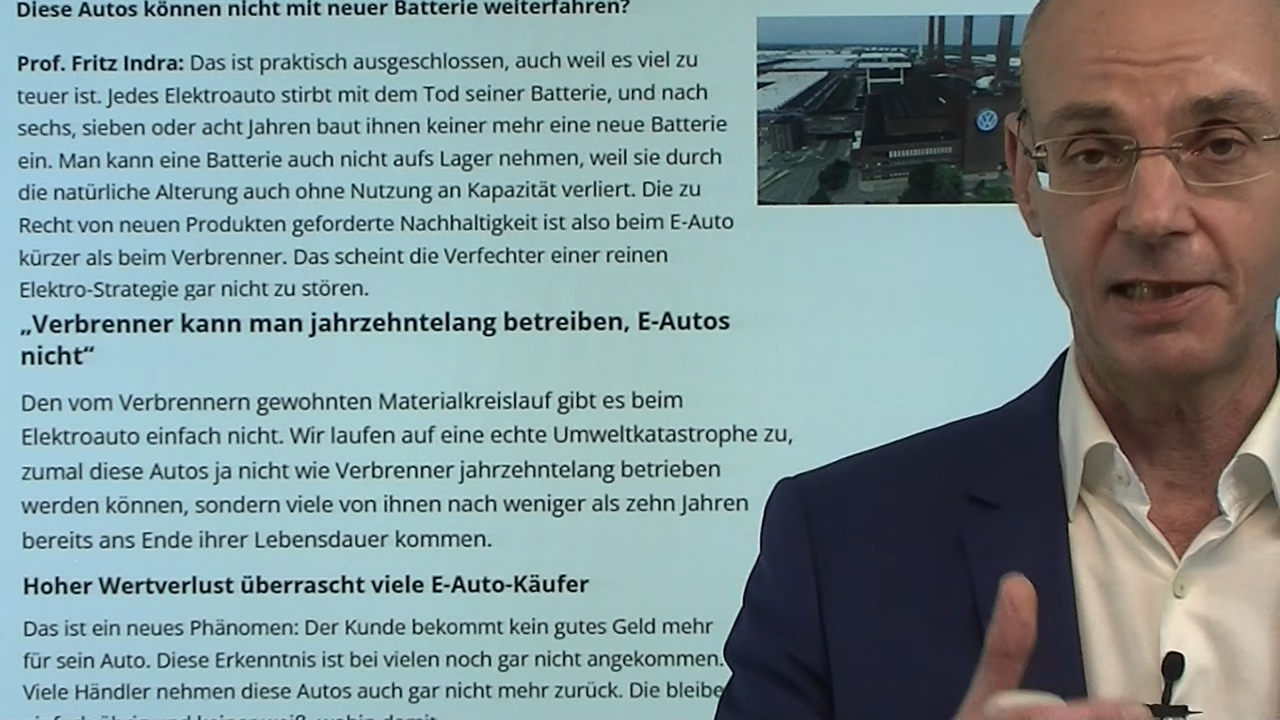 Diese Autos können nicht mit neuer Batterie weiterfahren?
Prof. Fritz Indra: Das ist praktisch ausgeschlossen, auch weil es viel zu
teuer ist. Jedes Elektroauto stirbt mit dem Tod seiner Batterie, und nach
sechs, sieben oder acht Jahren baut ihnen keiner mehr eine neue Batterie
ein. Man kann eine Batterie auch nicht aufs Lager nehmen, weil sie durch
die natürliche Alterung auch ohne Nutzung an Kapazität verliert. Die zu
Recht von neuen Produkten geforderte Nachhaltigkeit ist also beim E-Auto
kürzer als beim Verbrenner. Das scheint die Verfechter einer reinen
Elektro-Strategie gar nicht zu stören.
„Verbrenner kann man jahrzehntelang betreiben, E-Autos
nicht“
Den vom Verbrennern gewohnten Materialkreislauf gibt es beim
Elektroauto einfach nicht. Wir laufen auf eine echte Umweltkatastrophe zu,
zumal diese Autos ja nicht wie Verbrenner jahrzehntelang betrieben
werden können, sondern viele von ihnen nach weniger als zehn Jahren
bereits ans Ende ihrer Lebensdauer kommen.
Hoher Wertverlust überrascht viele E-Auto-Käufer
Das ist ein neues Phänomen: Der Kunde bekommt kein gutes Geld mehr
für sein Auto. Diese Erkenntnis ist bei vielen noch gar nicht angekommen.
Viele Händler nehmen diese Autos auch gar nicht mehr zurück. Die bleibe